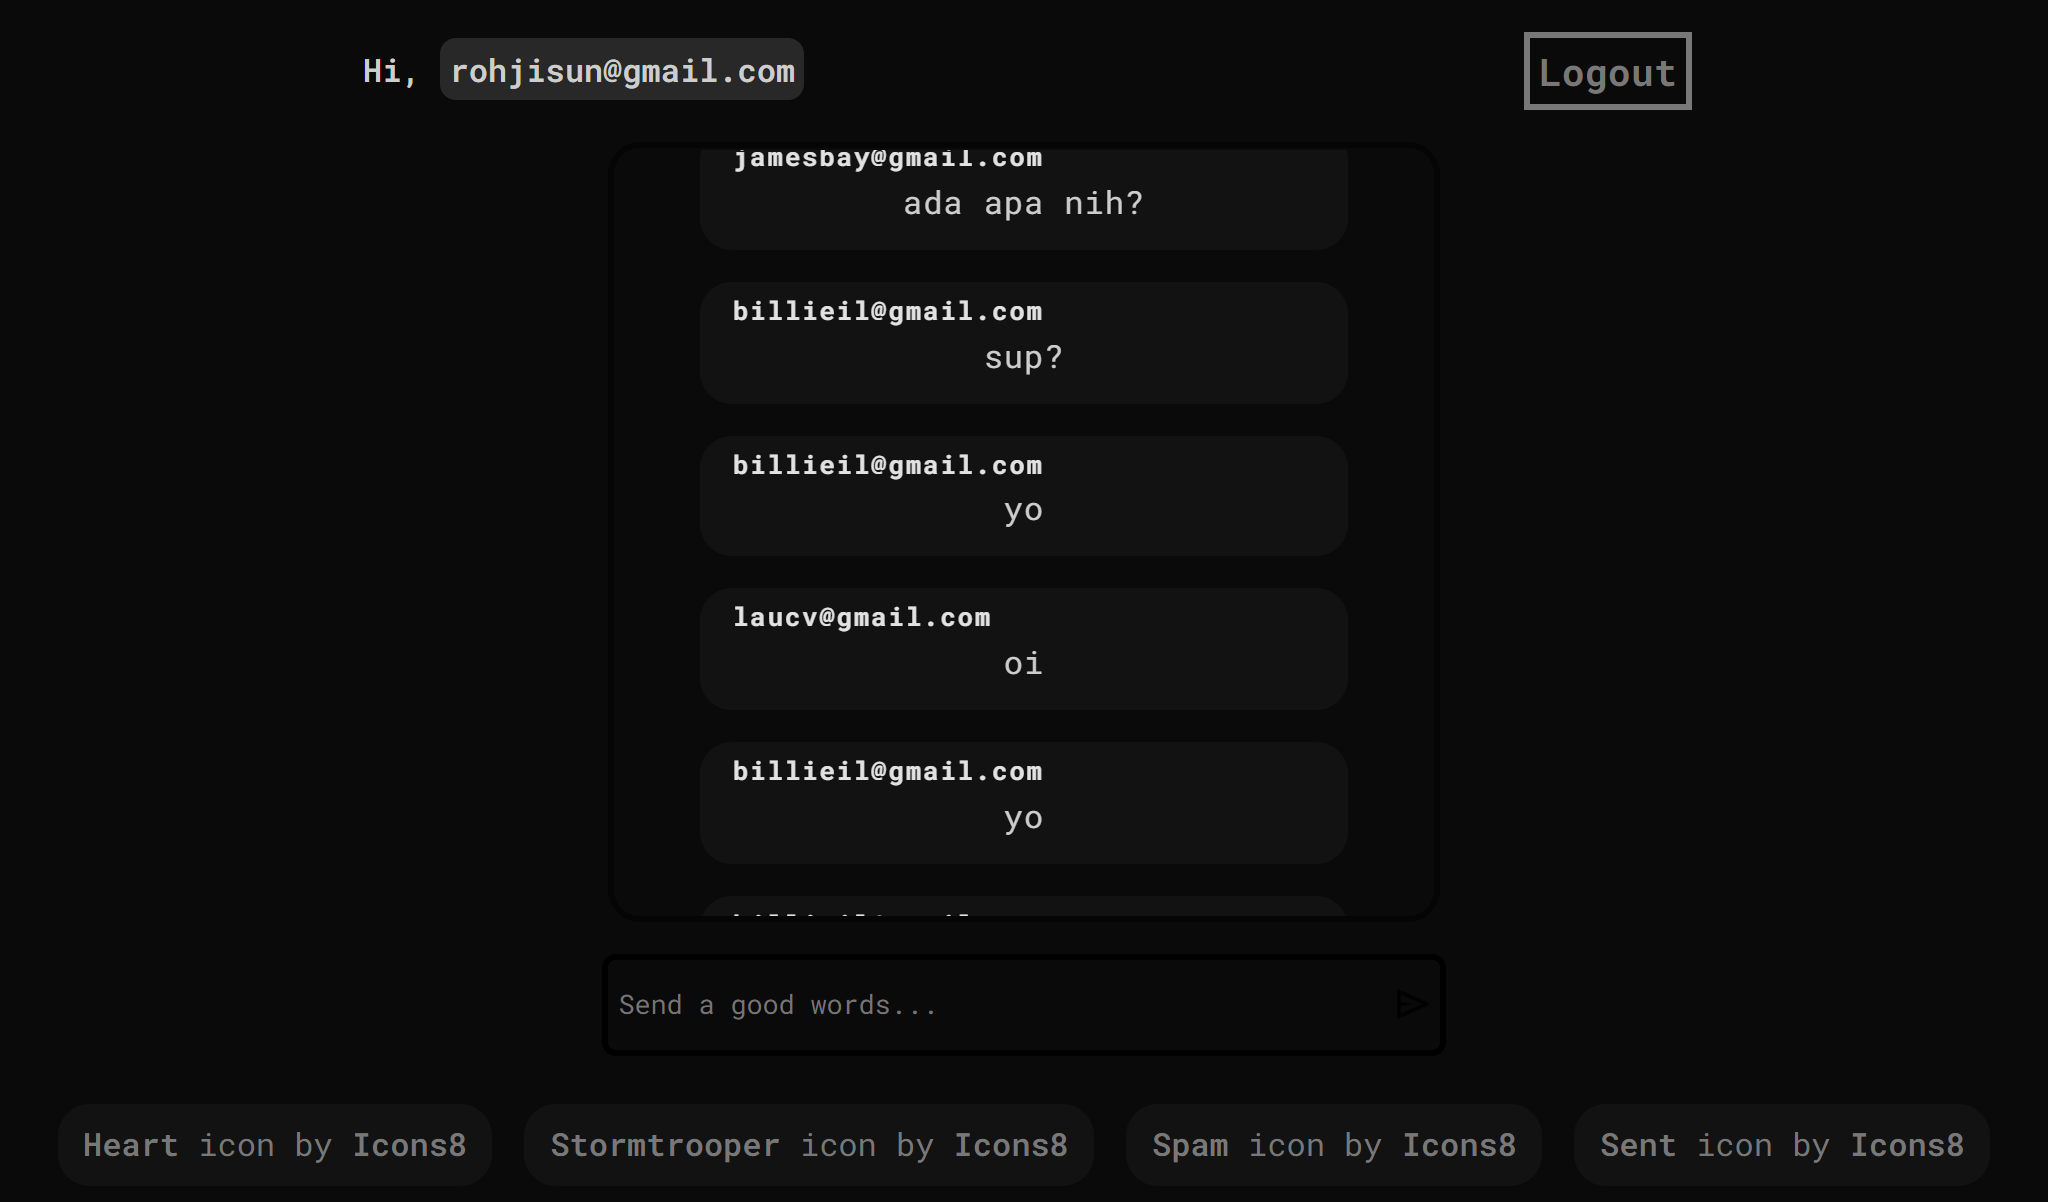 Hi, rohjisun@gmail.com
Logout
jamesbay@gmail.com
ada apa nih?
billieil@gmail.com
sup?
billieil@gmail.com
yo
laucv@gmail.com
oi
billieil@gmail.com
yo
Send a good words...
Heart icon by Icons8
Stormtrooper icon by Icons8
Spam icon by Icons8
Sent icon by Icons8